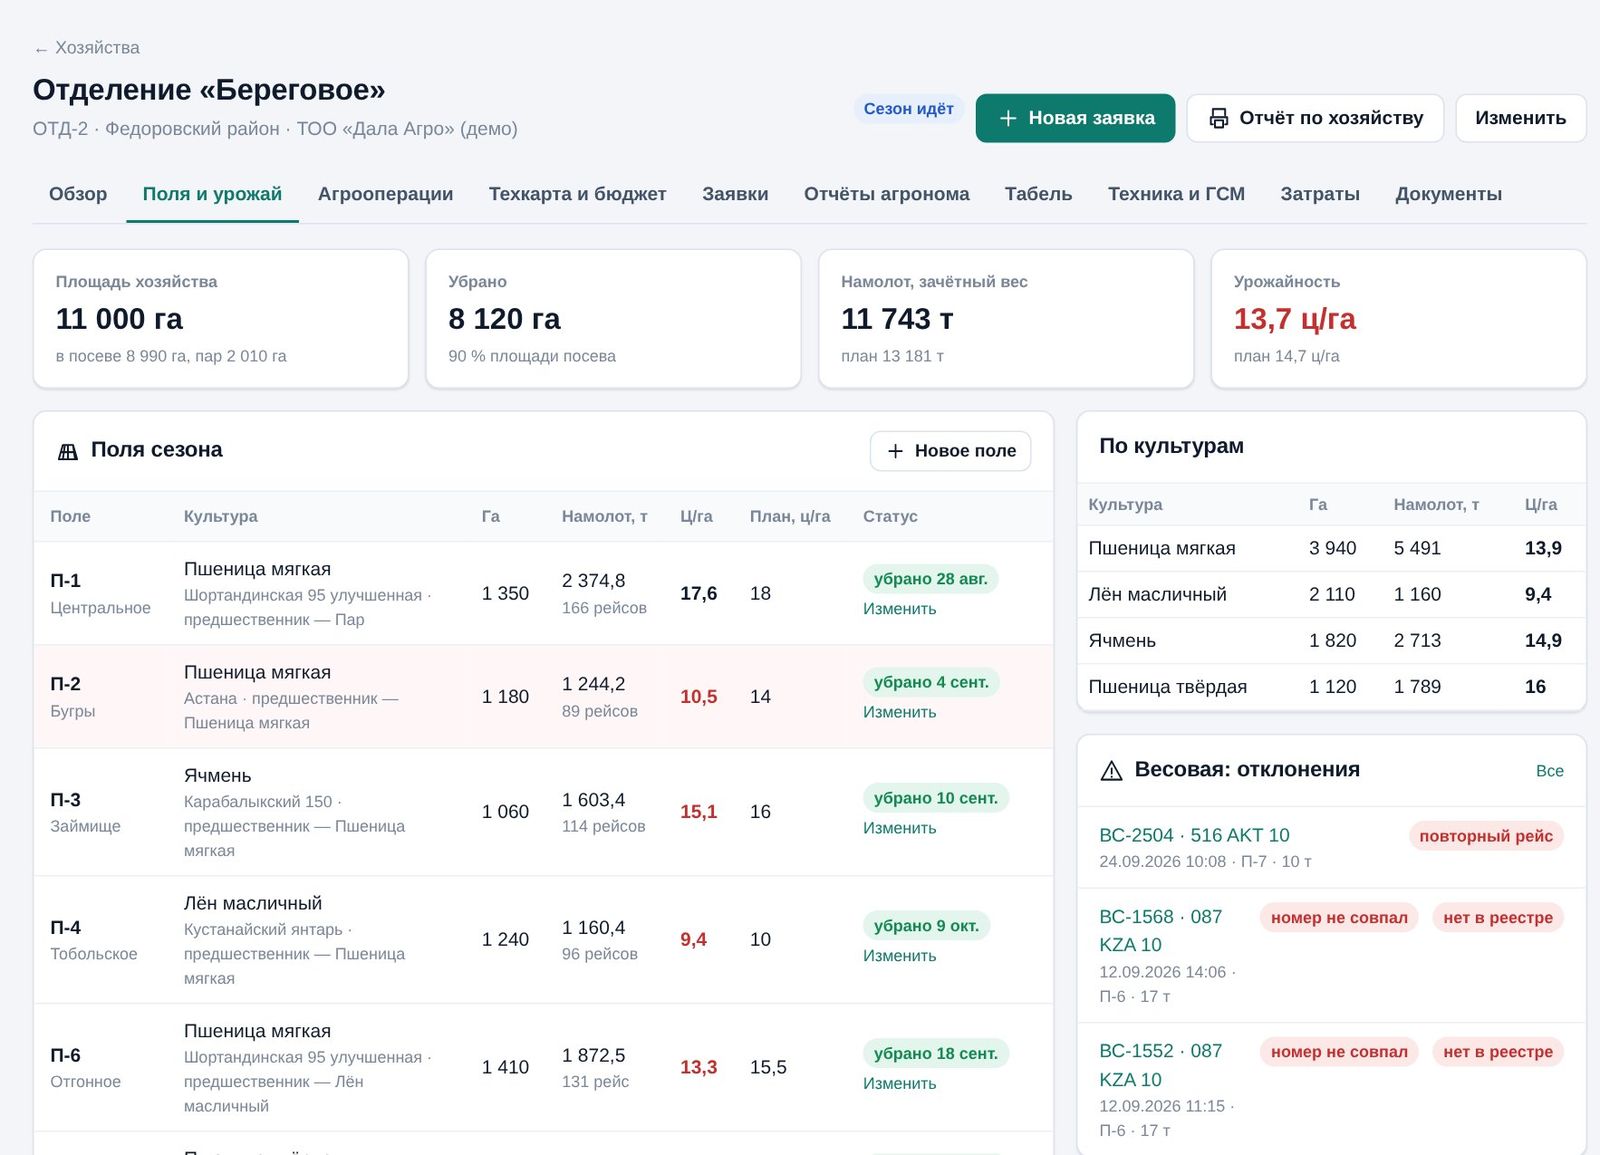 ← Хозяйства
Отделение «Береговое»
ОТД-2 · Федоровский район · ТОО «Дала Агро» (демо)
Сезон идёт
+ Новая заявка
Отчёт по хозяйству
Изменить
Обзор Поля и урожай Агрооперации Техкарта и бюджет Заявки Отчёты агронома Табель Техника и ГСМ Затраты Документы
Площадь хозяйства
11 000 га
в посеве 8 990 га, пар 2 010 га
Убрано
8 120 га
90 % площади посева
Намолот, зачётный вес
11 743 т
план 13 181 т
Урожайность
13,7 ц/га
план 14,7 ц/га
Поля сезона
+ Новое поле
Поле Культура Га Намолот, т Ц/га План, ц/га Статус
П-1
Центральное
Пшеница мягкая
Шортандинская 95 улучшенная ·
предшественник — Пар
1 350
2 374,8
166 рейсов
17,6
18
убрано 28 авг.
Изменить
П-2
Бугры
Пшеница мягкая
Астана · предшественник —
Пшеница мягкая
1 180
1 244,2
89 рейсов
10,5
14
убрано 4 сент.
Изменить
П-3
Займище
Ячмень
Карабалыкский 150 ·
предшественник — Пшеница
мягкая
1 060
1 603,4
114 рейсов
15,1
16
убрано 10 сент.
Изменить
П-4
Тобольское
Лён масличный
Кустанайский янтарь ·
предшественник — Пшеница
мягкая
1 240
1 160,4
96 рейсов
9,4
10
убрано 9 окт.
Изменить
П-6
Отгонное
Пшеница мягкая
Шортандинская 95 улучшенная ·
предшественник — Лён
масличный
1 410
1 872,5
131 рейс
13,3
15,5
убрано 18 сент.
Изменить
По культурам
Культура Га Намолот, т Ц/га
Пшеница мягкая 3 940 5 491 13,9
Лён масличный 2 110 1 160 9,4
Ячмень 1 820 2 713 14,9
Пшеница твёрдая 1 120 1 789 16
Весовая: отклонения
Все
ВС-2504 · 516 AKT 10
повторный рейс
24.09.2026 10:08 · П-7 · 10 т
ВС-1568 · 087
KZA 10
номер не совпал
нет в реестре
12.09.2026 14:06 ·
П-6 · 17 т
ВС-1552 · 087
KZA 10
номер не совпал
нет в реестре
12.09.2026 11:15 ·
П-6 · 17 т